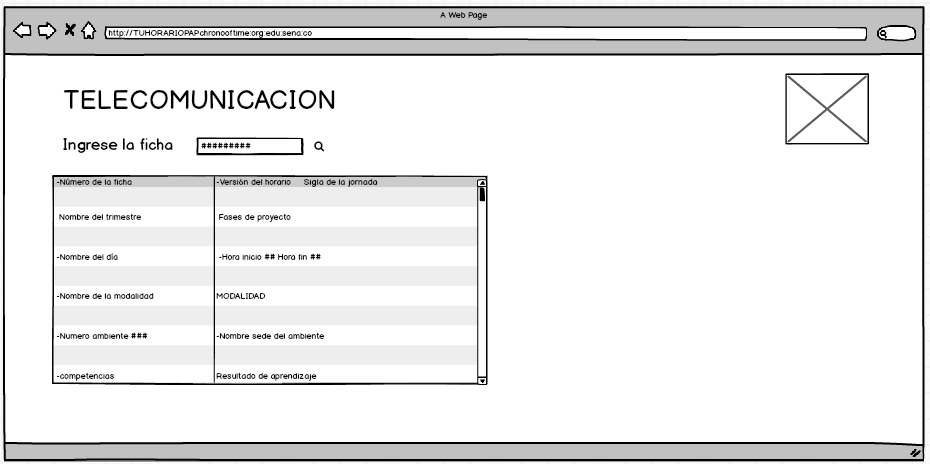 A Web Page
http://TUHORARIOPAPchronooftime:org:edu:sena:co
TELECOMUNICACION
Ingrese la ficha #########
-Número de la ficha -Versión del horario Sigla de la jornada
Nombre del trimestre Fases de proyecto
-Nombre del día -Hora inicio ## Hora fin ##
-Nombre de la modalidad MODALIDAD
-Numero ambiente ### -Nombre sede del ambiente
-competencias Resultado de aprendizaje